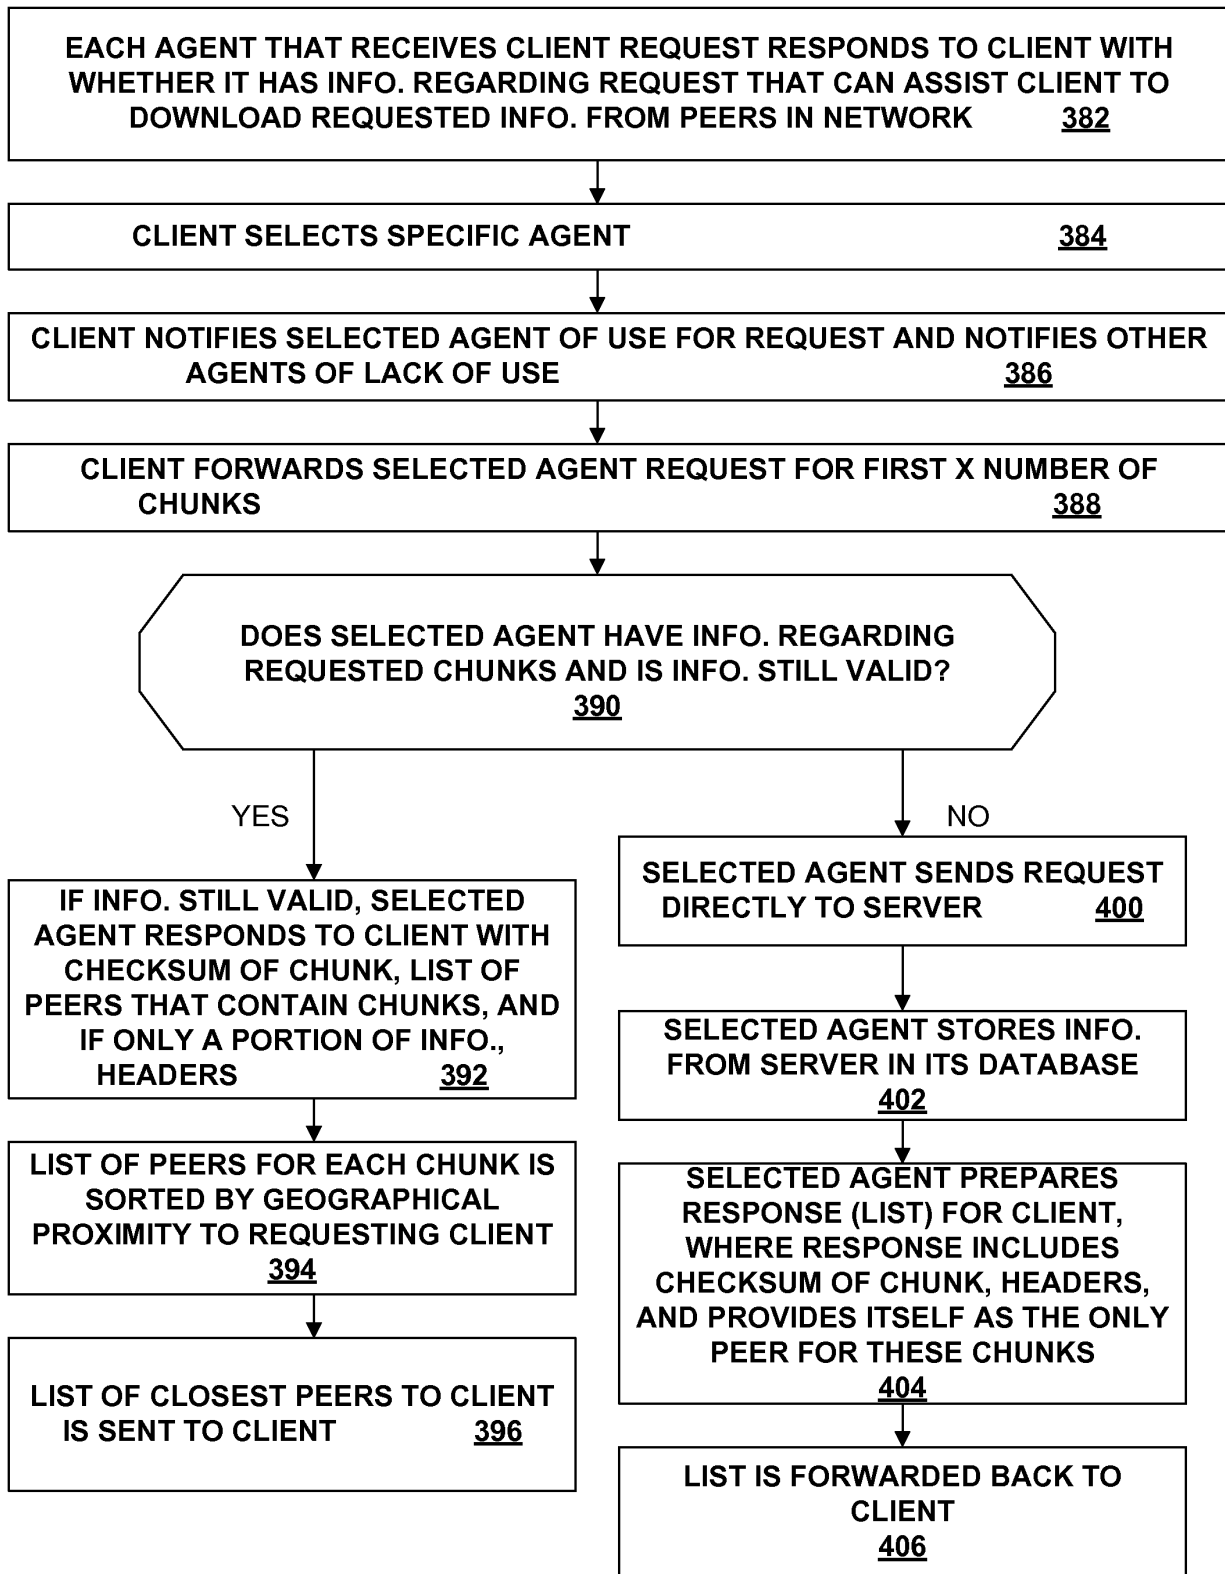 EACH AGENT THAT RECEIVES CLIENT REQUEST RESPONDS TO CLIENT WITH
WHETHER IT HAS INFO. REGARDING REQUEST THAT CAN ASSIST CLIENT TO
DOWNLOAD REQUESTED INFO. FROM PEERS IN NETWORK 382
CLIENT SELECTS SPECIFIC AGENT 384
CLIENT NOTIFIES SELECTED AGENT OF USE FOR REQUEST AND NOTIFIES OTHER
AGENTS OF LACK OF USE 386
CLIENT FORWARDS SELECTED AGENT REQUEST FOR FIRST X NUMBER OF
CHUNKS 388
DOES SELECTED AGENT HAVE INFO. REGARDING
REQUESTED CHUNKS AND IS INFO. STILL VALID?
390
YES
IF INFO. STILL VALID, SELECTED
AGENT RESPONDS TO CLIENT WITH
CHECKSUM OF CHUNK, LIST OF
PEERS THAT CONTAIN CHUNKS, AND
IF ONLY A PORTION OF INFO.,
HEADERS 392
LIST OF PEERS FOR EACH CHUNK IS
SORTED BY GEOGRAPHICAL
PROXIMITY TO REQUESTING CLIENT
394
LIST OF CLOSEST PEERS TO CLIENT
IS SENT TO CLIENT 396
NO
SELECTED AGENT SENDS REQUEST
DIRECTLY TO SERVER 400
SELECTED AGENT STORES INFO.
FROM SERVER IN ITS DATABASE
402
SELECTED AGENT PREPARES
RESPONSE (LIST) FOR CLIENT,
WHERE RESPONSE INCLUDES
CHECKSUM OF CHUNK, HEADERS,
AND PROVIDES ITSELF AS THE ONLY
PEER FOR THESE CHUNKS
404
LIST IS FORWARDED BACK TO
CLIENT
406